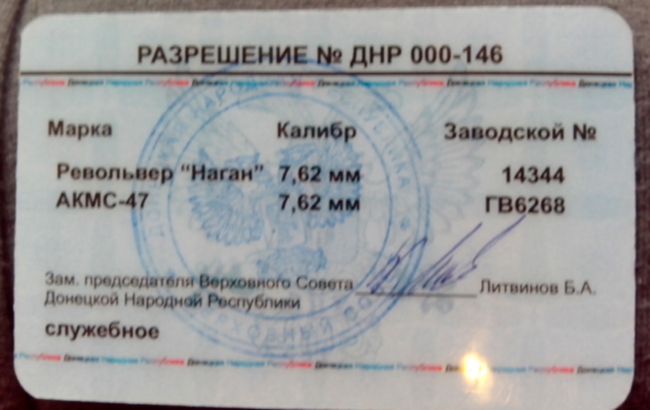 РАЗРЕШЕНИЕ № ДНР 000-146
Марка Калибр Заводской №
Револьвер "Наган" 7,62 мм 14344
АКМС-47 7,62 мм ГВ6268
Зам. председателя Верховного Совета Литвинов Б.А.
Донецкой Народной Республики
служебное